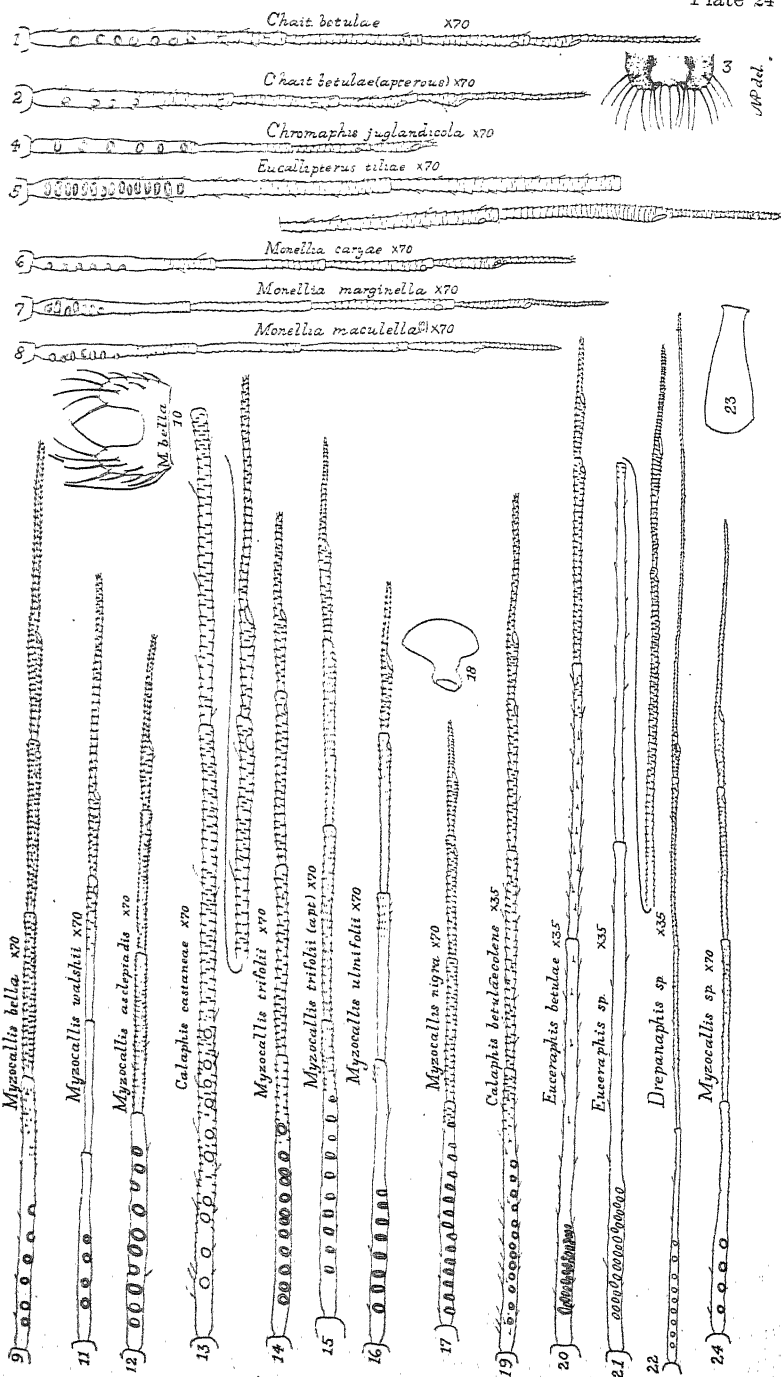 Plate 24
1 Chait. betulae X70
2 Chait betulae (apterous) X70
3
4 Chromaphis juglandicola X70
5 Eucallipterus tiliae X70
6 Monellia caryae X70
7 Monellia marginella X70
8 Monellia maculella X70
9 Myzocallis bella X70
M. bella
10
11 Myzocallis walshii X70
12 Myzocallis asclepiadis X70
13 Calaphis castaneae X70
14 Myzocallis trifolii X70
15 Myzocallis trifolii (apt) X70
16 Myzocallis ulmifolii X70
17 Myzocallis nigra X70
18
19 Calaphis betulaecolens X35
20 Euceraphis betulae X35
21 Euceraphis sp. X35
22 Drepanaphis sp. X35
23
24 Myzocallis sp X70